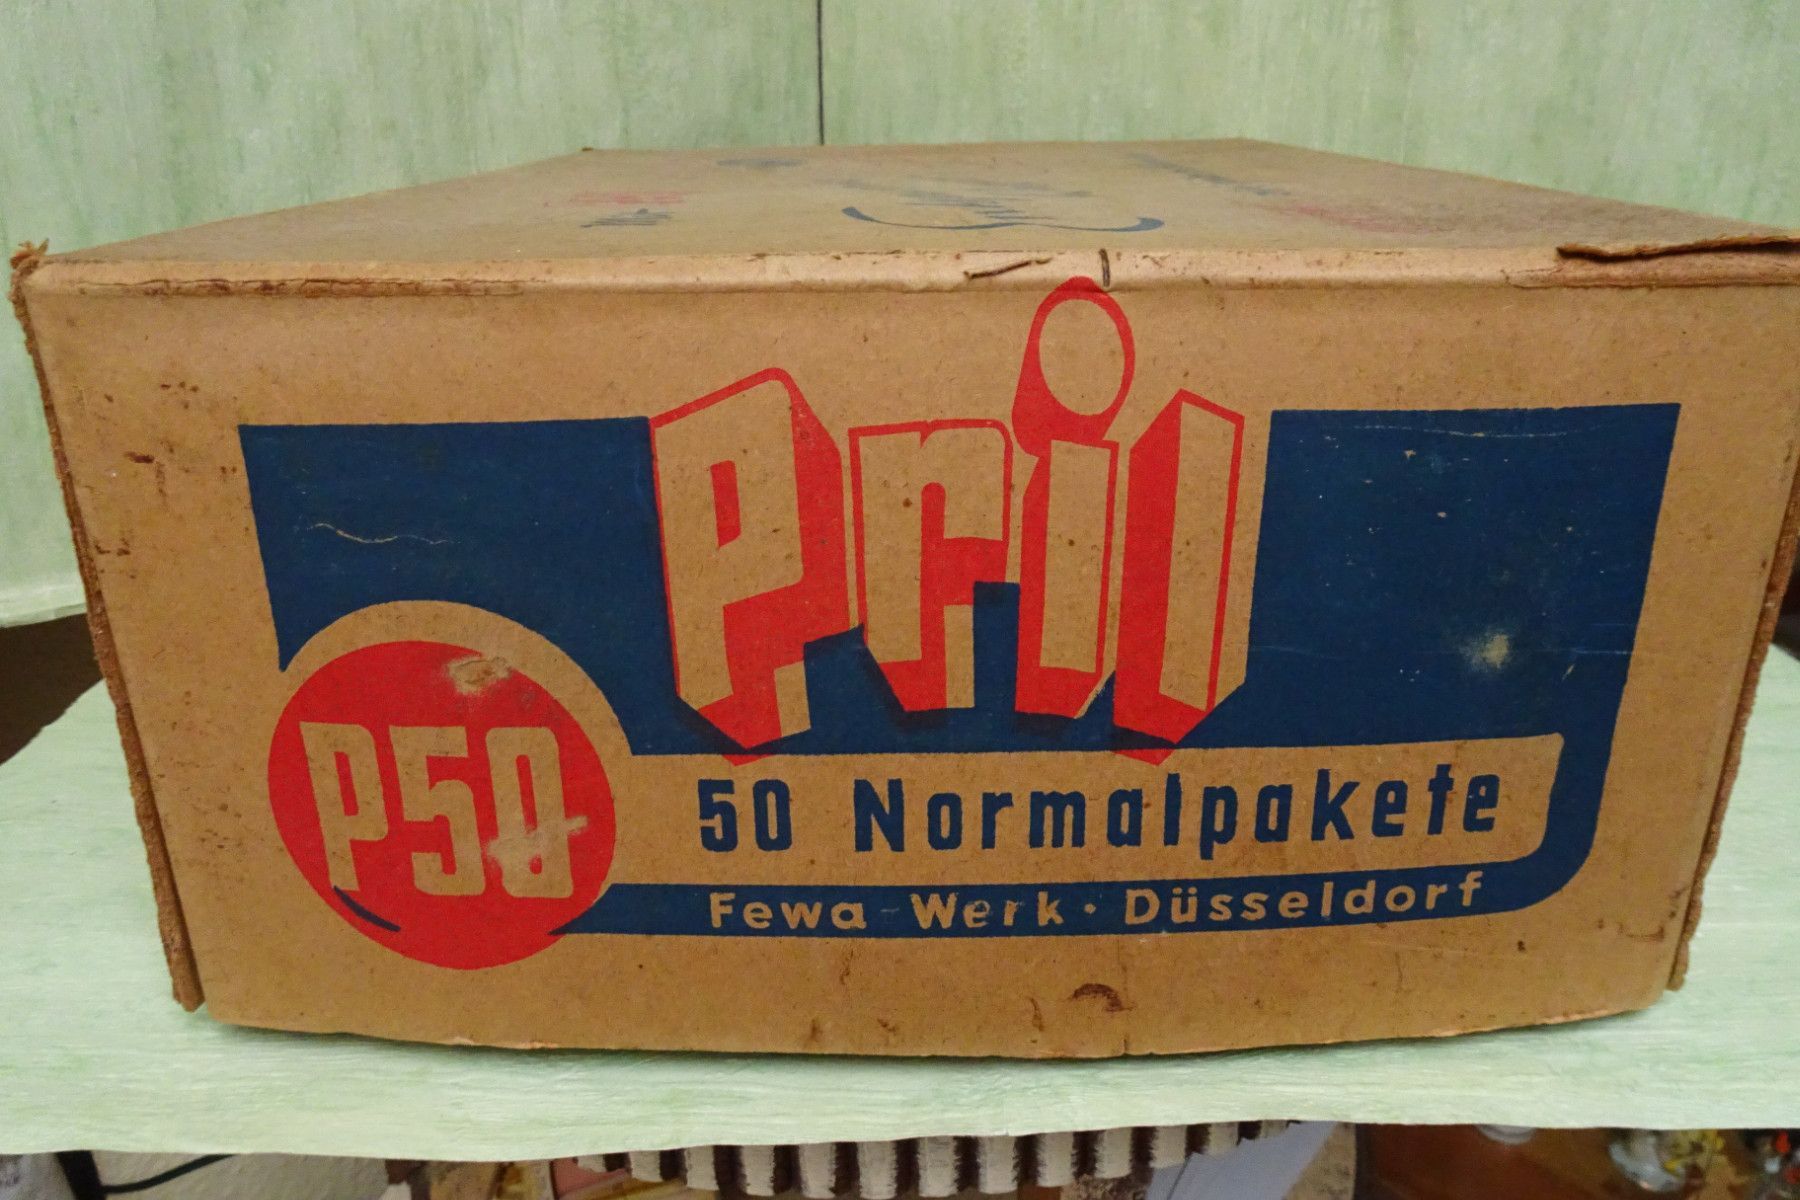 Pril
P50
50 Normalpakete
Fewa-Werk · Düsseldorf